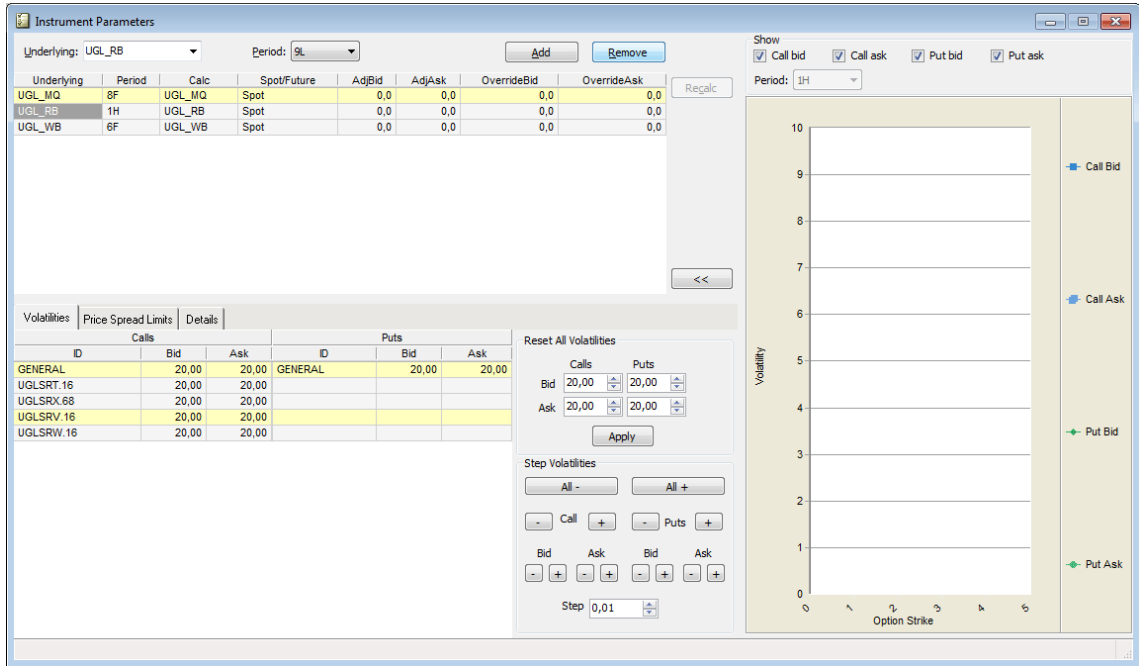 Instrument Parameters
Underlying: UGL_RB Period: 9L Add Remove
Underlying Period Calc Spot/Future AdjBid AdjAsk OverrideBid OverrideAsk
UGL_MQ 8F UGL_MQ Spot 0,0 0,0 0,0 0,0
UGL_RB 1H UGL_RB Spot 0,0 0,0 0,0 0,0
UGL_WB 6F UGL_WB Spot 0,0 0,0 0,0 0,0
Recalc
<<
Volatilities Price Spread Limits Details
Calls Puts
ID Bid Ask ID Bid Ask
GENERAL 20,00 20,00 GENERAL 20,00 20,00
UGLSRT.16 20,00 20,00
UGLSRX.68 20,00 20,00
UGLSRV.16 20,00 20,00
UGLSRW.16 20,00 20,00
Reset All Volatilities
Calls Puts
Bid 20,00 20,00
Ask 20,00 20,00
Apply
Step Volatilities
All - All +
- Call + - Puts +
Bid Ask Bid Ask
- + - + - + - +
Step 0,01
Show
Call bid Call ask Put bid Put ask
Period: 1H
Volatility
10
9
8
7
6
5
4
3
2
1
0
0 1 2 3 4 5
Option Strike
Call Bid
Call Ask
Put Bid
Put Ask